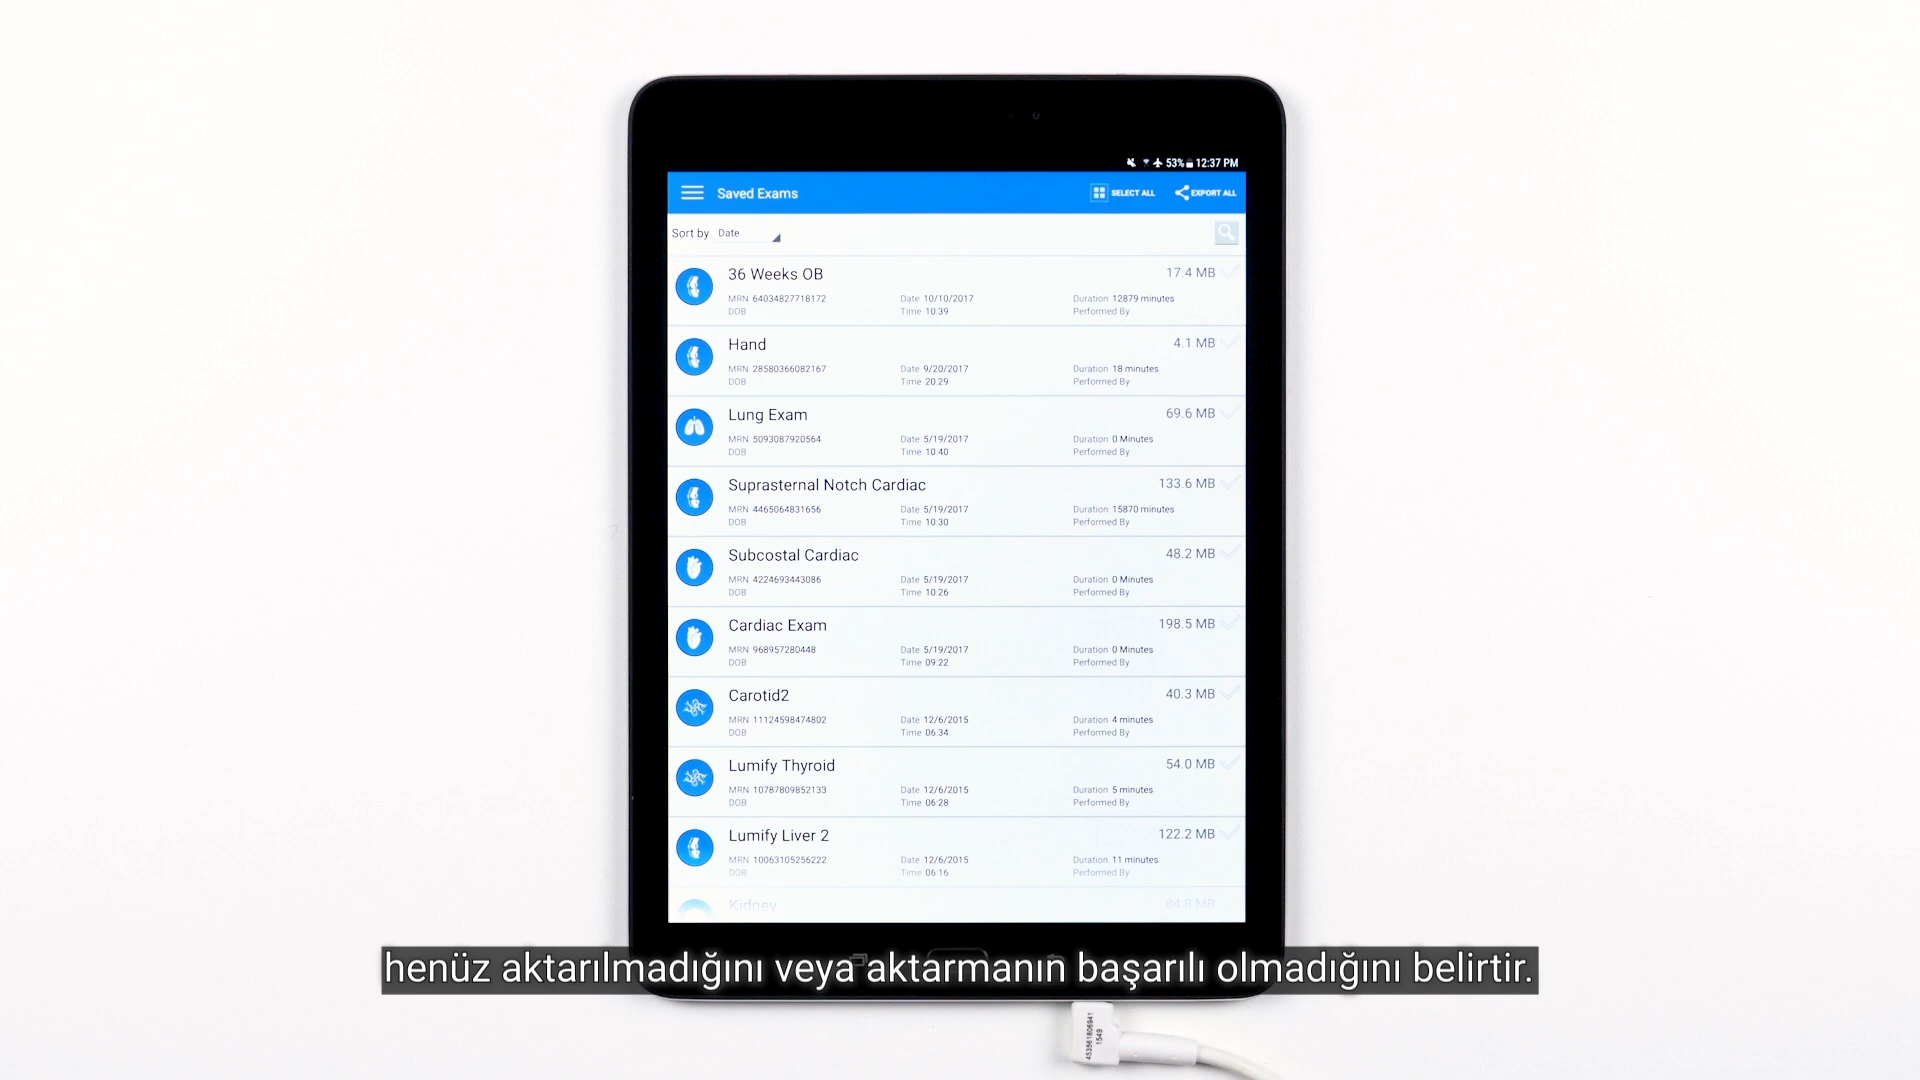 53% 12:37 PM
Saved Exams
SELECT ALL
EXPORT ALL
Sort by Date
36 Weeks OB
17.4 MB
MRN 64034827718172 Date 10/10/2017 Duration 12879 minutes
DOB Time 10.39 Performed By
Hand
4.1 MB
MRN 28580366082167 Date 9/20/2017 Duration 18 minutes
DOB Time 20.29 Performed By
Lung Exam
69.6 MB
MRN 5093087920564 Date 5/19/2017 Duration 0 Minutes
DOB Time 10.40 Performed By
Suprasternal Notch Cardiac
133.6 MB
MRN 4465064831656 Date 5/19/2017 Duration 15870 minutes
DOB Time 10:30 Performed By
Subcostal Cardiac
48.2 MB
MRN 4224693443086 Date 5/19/2017 Duration 0 Minutes
DOB Time 10:26 Performed By
Cardiac Exam
198.5 MB
MRN 968957280448 Date 5/19/2017 Duration 0 Minutes
DOB Time 09:22 Performed By
Carotid2
40.3 MB
MRN 11124598474802 Date 12/6/2015 Duration 4 minutes
DOB Time 06:34 Performed By
Lumify Thyroid
54.0 MB
MRN 10787809852133 Date 12/6/2015 Duration 5 minutes
DOB Time 06:28 Performed By
Lumify Liver 2
122.2 MB
MRN 10063105256222 Date 12/6/2015 Duration 11 minutes
DOB Time 06:16 Performed By
Kidney
84.8 MB
henüz aktarılmadığını veya aktarmanın başarılı olmadığını belirtir.
453561806941
1549